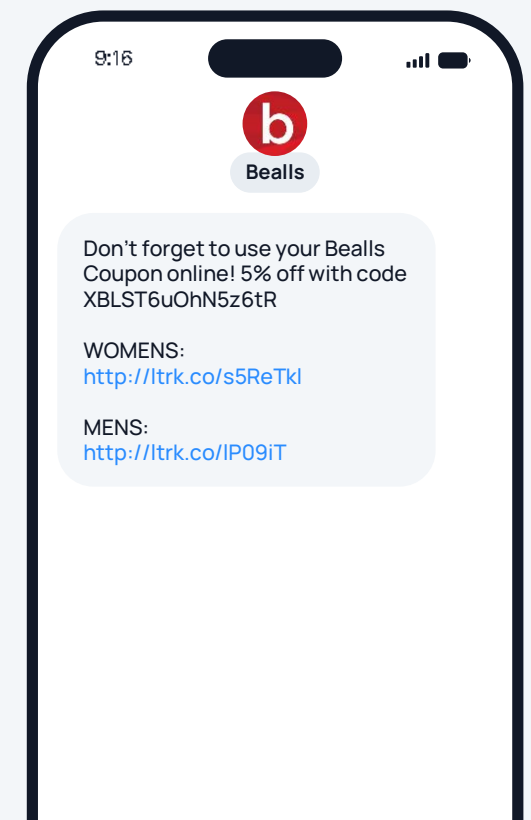 9:16
b
Bealls
Don't forget to use your Bealls
Coupon online! 5% off with code
XBLST6uOhN5z6tR
WOMENS:
http://ltrk.co/s5ReTkl
MENS:
http://ltrk.co/lP09iT